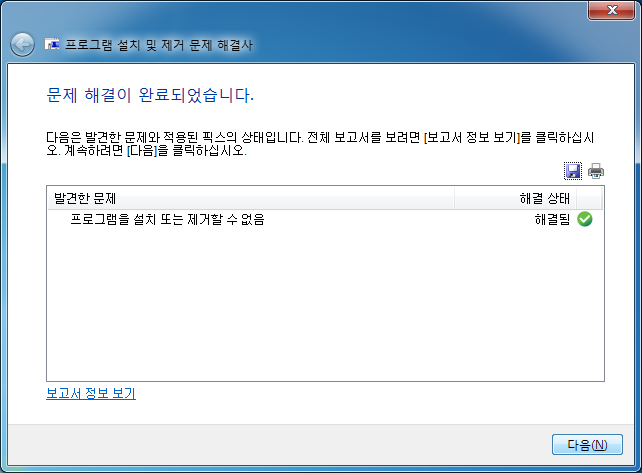 프로그램 설치 및 제거 문제 해결사
문제 해결이 완료되었습니다.
다음은 발견한 문제와 적용된 픽스의 상태입니다. 전체 보고서를 보려면 [보고서 정보 보기]를 클릭하십시
오. 계속하려면 [다음]을 클릭하십시오.
발견한 문제 해결 상태
프로그램을 설치 또는 제거할 수 없음 해결됨
보고서 정보 보기
다음(N)